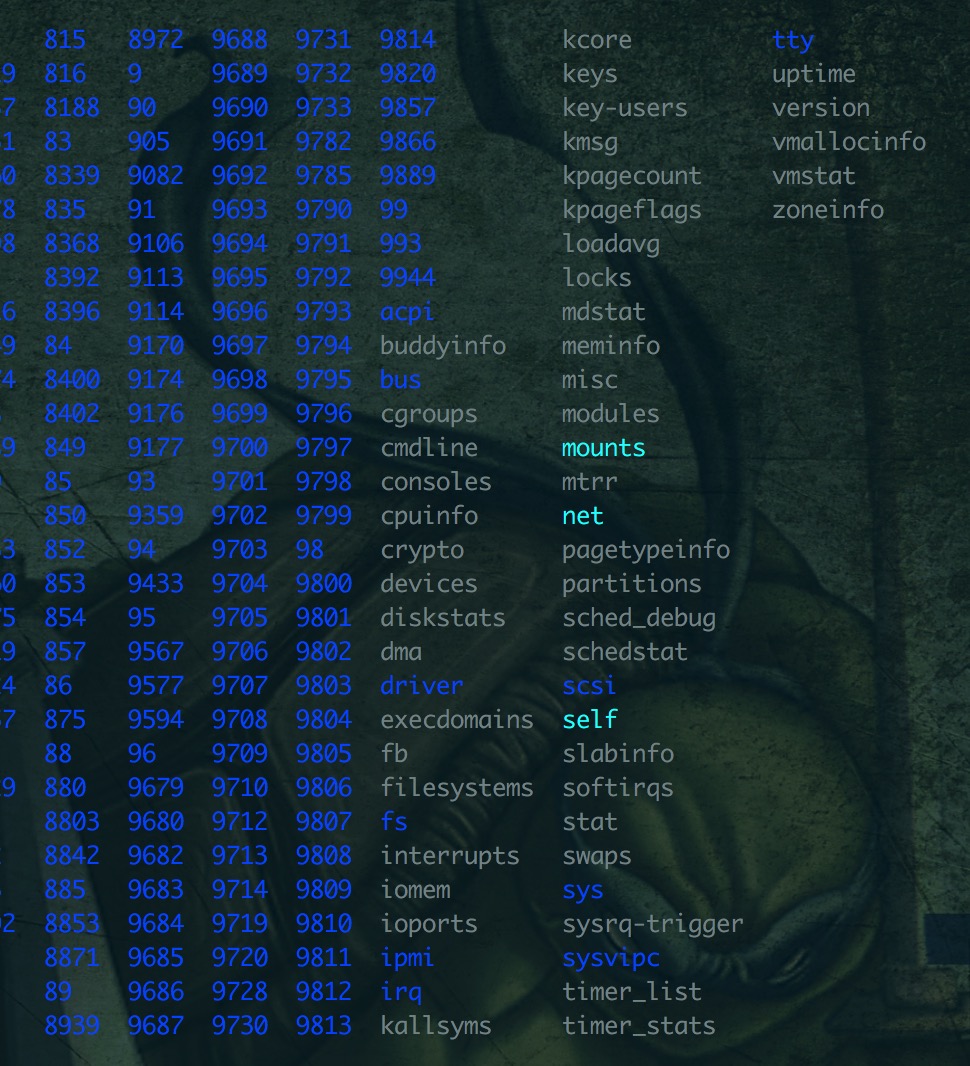 815 8972 9688 9731 9814 kcore tty
9 816 9 9689 9732 9820 keys uptime
7 8188 90 9690 9733 9857 key-users version
1 83 905 9691 9782 9866 kmsg vmallocinfo
0 8339 9082 9692 9785 9889 kpagecount vmstat
8 835 91 9693 9790 99 kpageflags zoneinfo
8 8368 9106 9694 9791 993 loadavg
8392 9113 9695 9792 9944 locks
6 8396 9114 9696 9793 acpi mdstat
9 84 9170 9697 9794 buddyinfo meminfo
4 8400 9174 9698 9795 bus misc
8402 9176 9699 9796 cgroups modules
9 849 9177 9700 9797 cmdline mounts
85 93 9701 9798 consoles mtrr
850 9359 9702 9799 cpuinfo net
3 852 94 9703 98 crypto pagetypeinfo
0 853 9433 9704 9800 devices partitions
5 854 95 9705 9801 diskstats sched_debug
9 857 9567 9706 9802 dma schedstat
4 86 9577 9707 9803 driver scsi
7 875 9594 9708 9804 execdomains self
88 96 9709 9805 fb slabinfo
9 880 9679 9710 9806 filesystems softirqs
8803 9680 9712 9807 fs stat
8842 9682 9713 9808 interrupts swaps
885 9683 9714 9809 iomem sys
2 8853 9684 9719 9810 ioports sysrq-trigger
8871 9685 9720 9811 ipmi sysvipc
89 9686 9728 9812 irq timer_list
8939 9687 9730 9813 kallsyms timer_stats